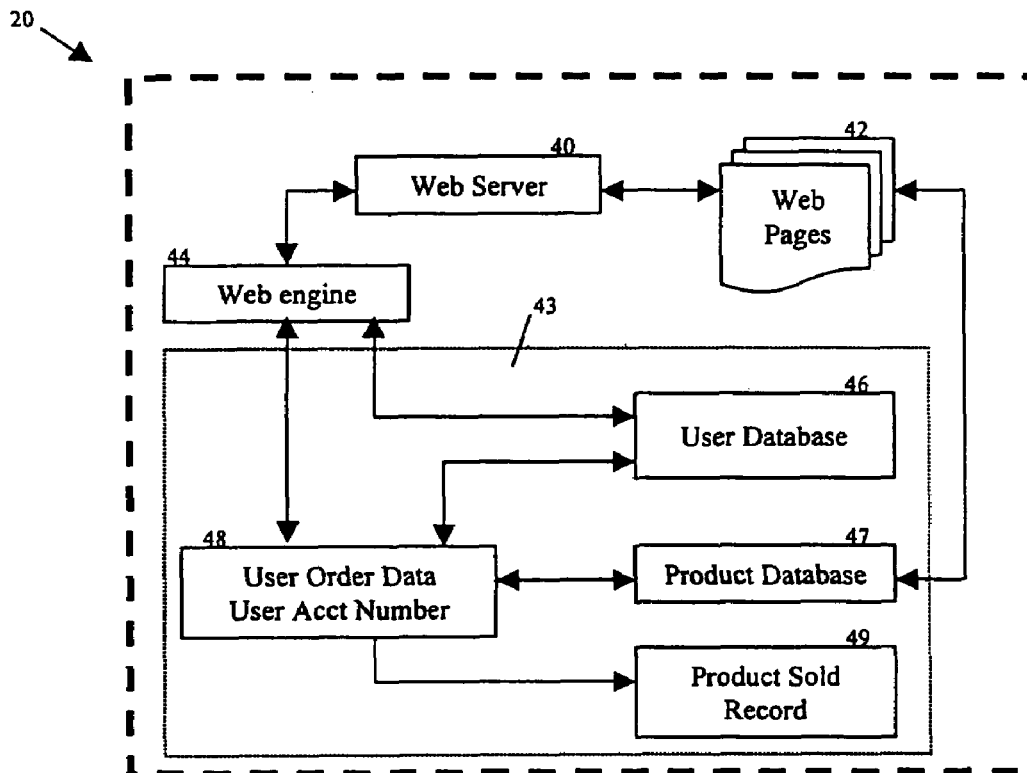 20
40
Web Server
42
Web
Pages
44
Web engine
43
46
User Database
48
User Order Data
User Acct Number
47
Product Database
49
Product Sold
Record